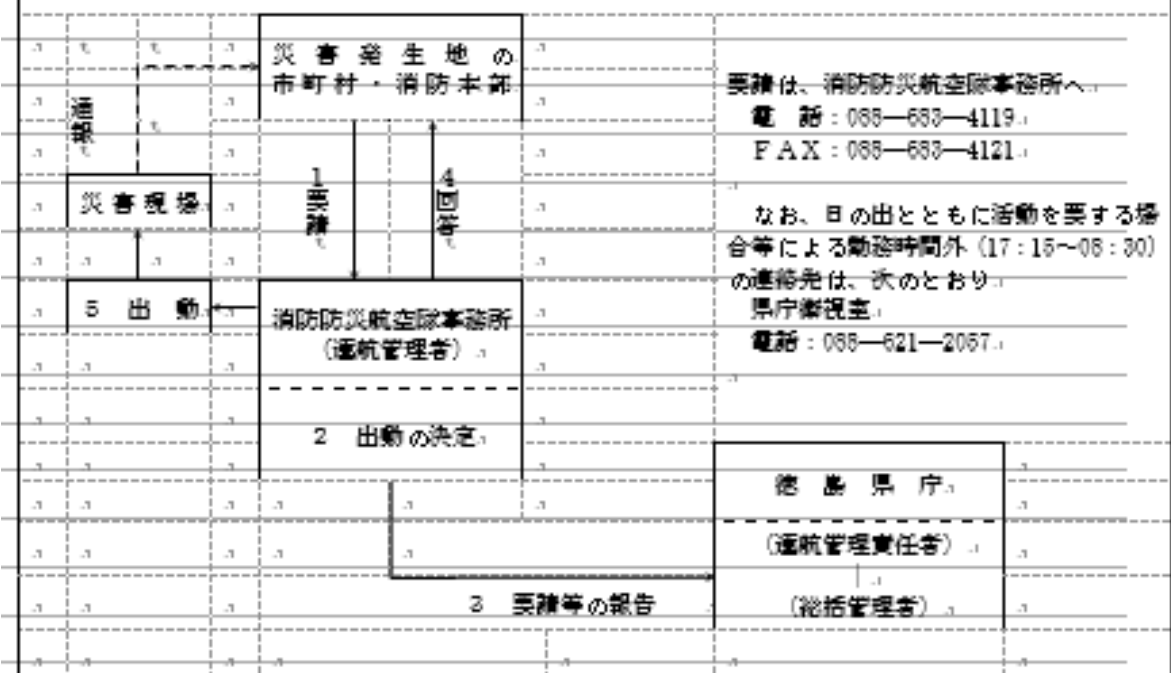 災害発生地の
市町村・消防本部
通報
災害現場
1要請
4回答
5 出動
消防防災航空隊事務所
(運航管理者)
2 出動の決定
3 要請等の報告
徳島県庁
(運航管理責任者)
(総括管理者)
要請は、消防防災航空隊事務所へ
電 話:088―683―4119
FAX:088―683―4121
なお、日の出とともに活動を要する場
合等による勤務時間外(17:15～08:30)
の連絡先は、次のとおり
県庁衛視室
電話:088―621―2057